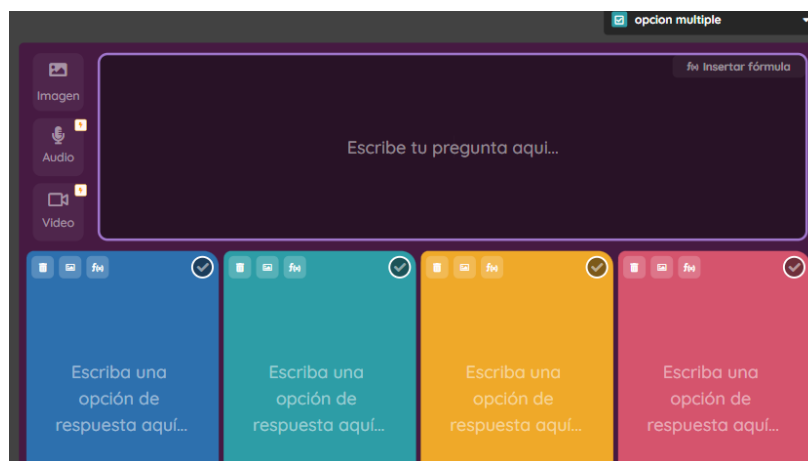 opcion multiple
Imagen
f(x) Insertar fórmula
Audio
Escribe tu pregunta aqui...
Video
f(x)
f(x)
f(x)
f(x)
Escriba una
opción de
respuesta aquí...
Escriba una
opción de
respuesta aquí...
Escriba una
opción de
respuesta aquí...
Escriba una
opción de
respuesta aquí...